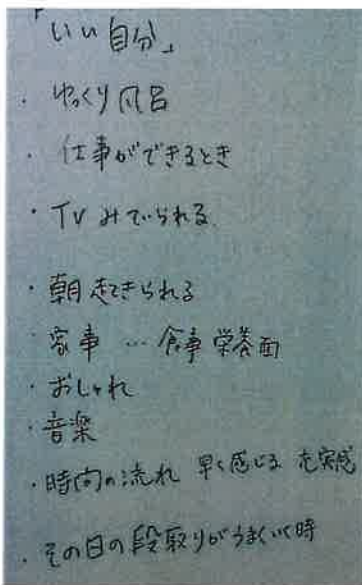 「いい自分」
・ゆっくり風呂
・仕事ができるとき
・TVみていられる
・朝起きられる
・家事 … 食事 栄養面
・おしゃれ
・音楽
・時間の流れ 早く感じる 充実感
・その日の段取りがうまくいく時